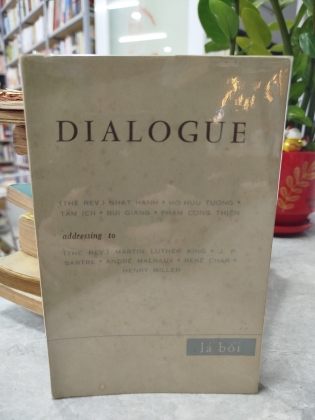 DIALOGUE
(THE REV.) NHAT HANH • HO HUU TUONG •
TAM ICH • BUI GIANG • PHAM CONG THIEN
addressing to
(THE REV.) MARTIN LUTHER KING • J. P.
SARTRE • ANDRÉ MALRAUX • RENÉ CHAR •
HENRY MILLER
lá bối